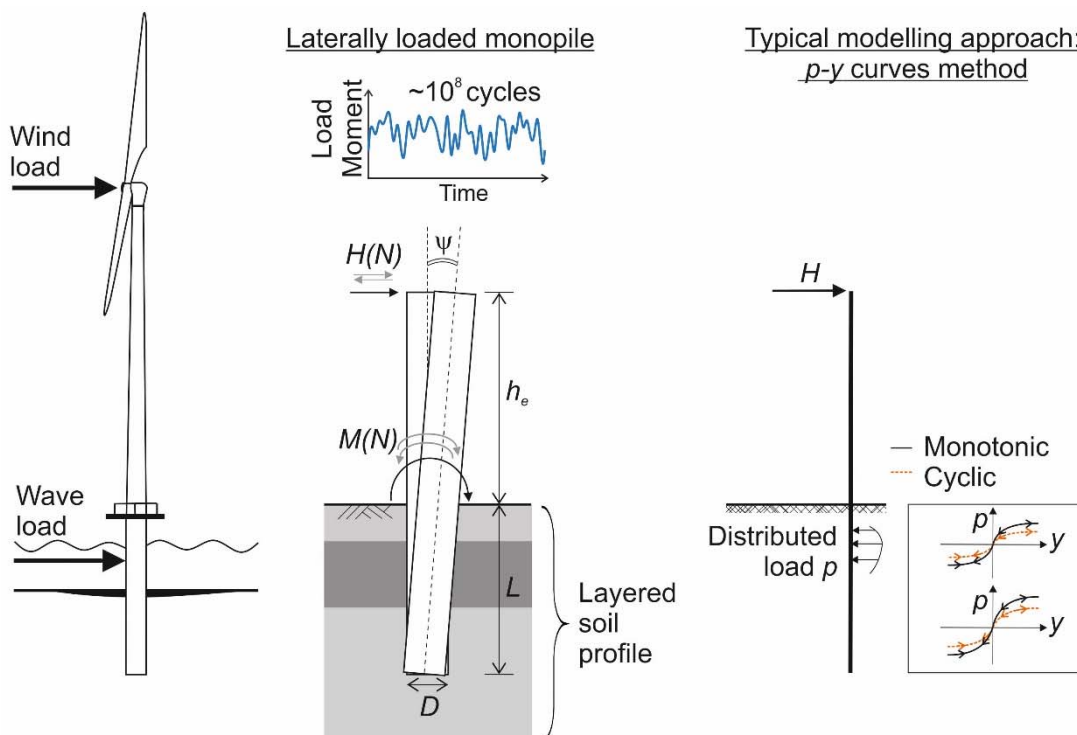 Laterally loaded monopile
Typical modelling approach:
p-y curves method
~10⁸ cycles
Load
Moment
Time
Wind
load
Wave
load
ψ
H(N)
hₑ
M(N)
L
D
Layered
soil
profile
H
Monotonic
Cyclic
Distributed
load p
p
y
p
y